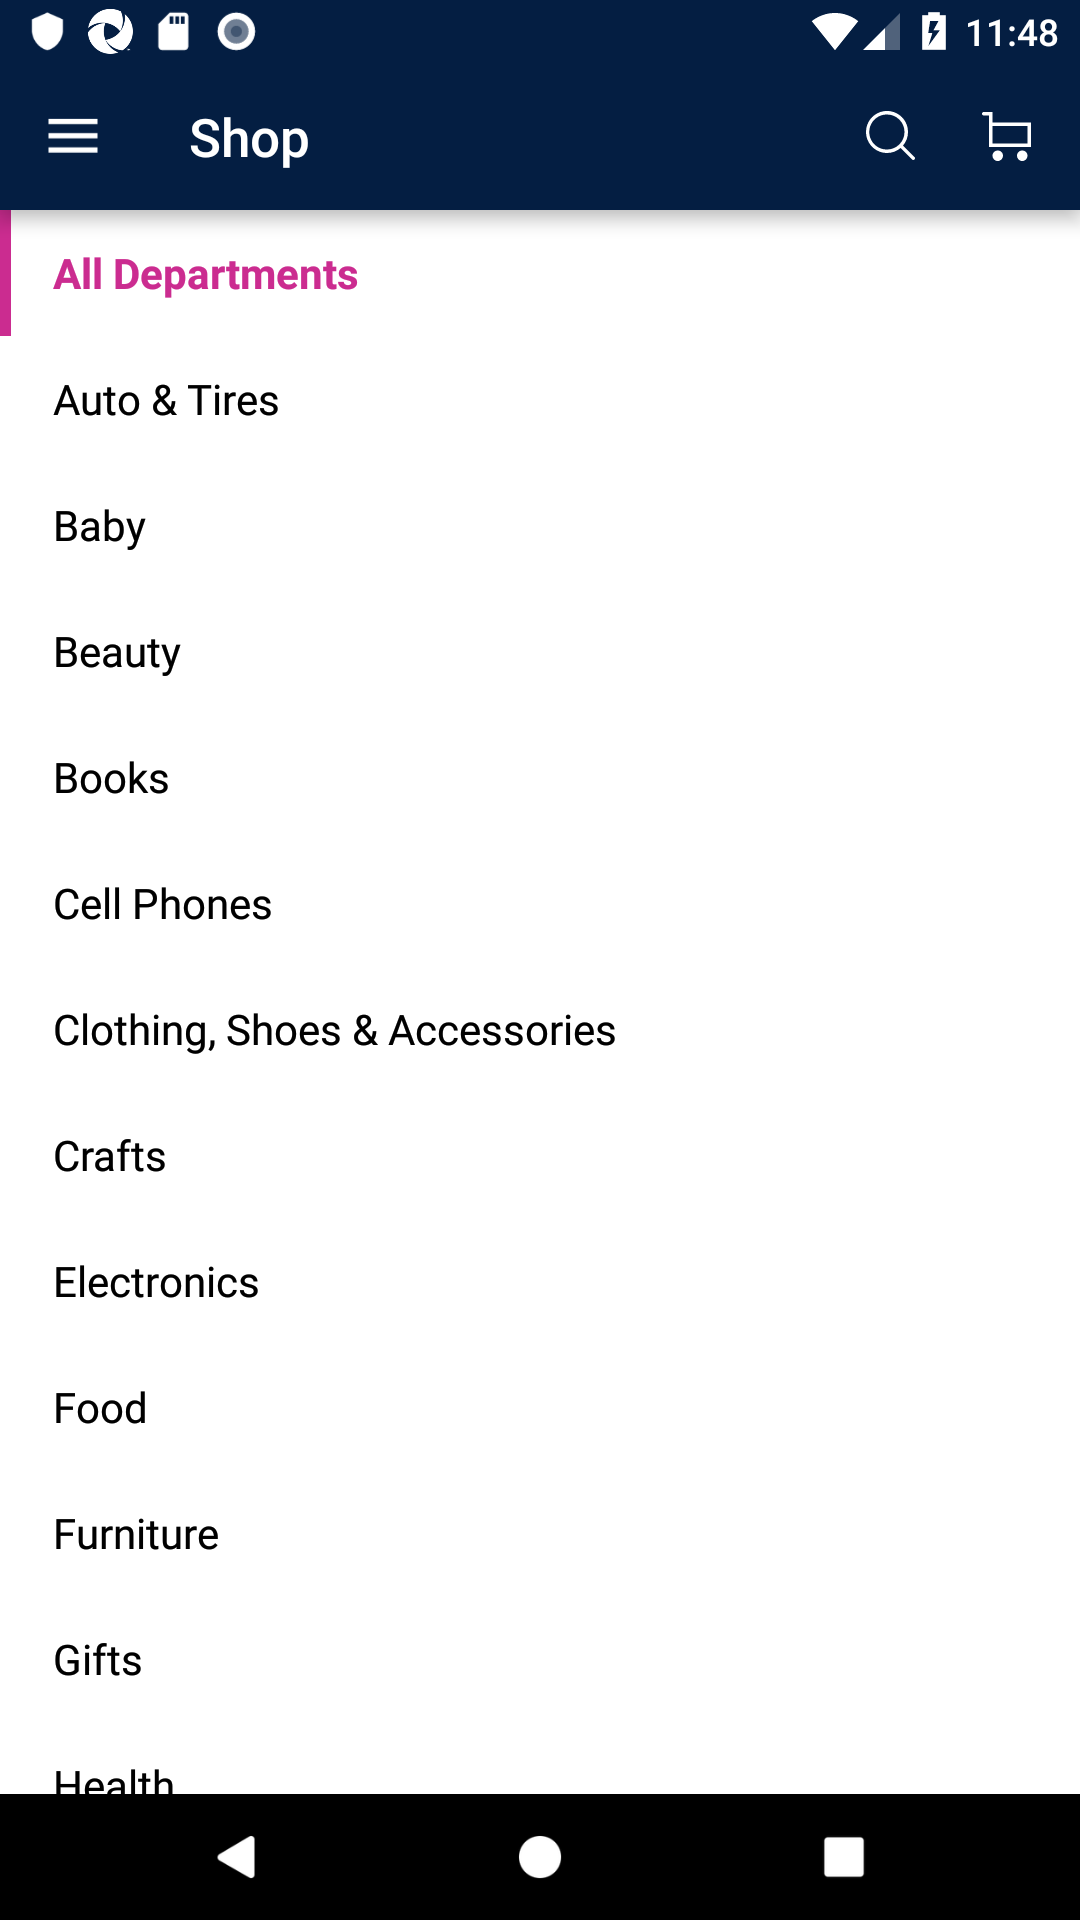 11:48
Shop
All Departments
Auto & Tires
Baby
Beauty
Books
Cell Phones
Clothing, Shoes & Accessories
Crafts
Electronics
Food
Furniture
Gifts
Health